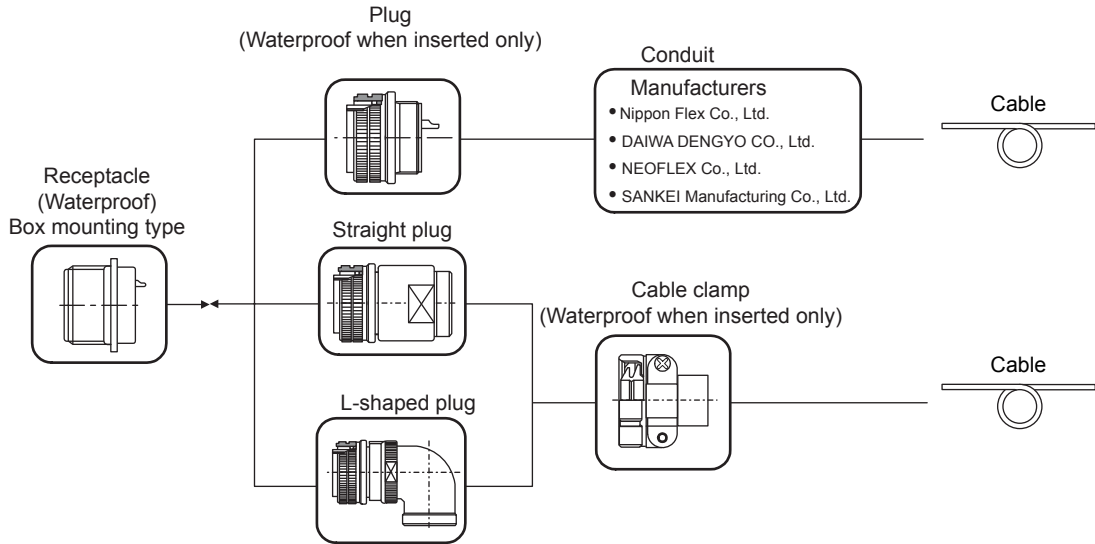 Plug
(Waterproof when inserted only)
Conduit
Manufacturers
• Nippon Flex Co., Ltd.
• DAIWA DENGYO CO., Ltd.
• NEOFLEX Co., Ltd.
• SANKEI Manufacturing Co., Ltd.
Cable
Receptacle
(Waterproof)
Box mounting type
Straight plug
Cable clamp
(Waterproof when inserted only)
Cable
L-shaped plug